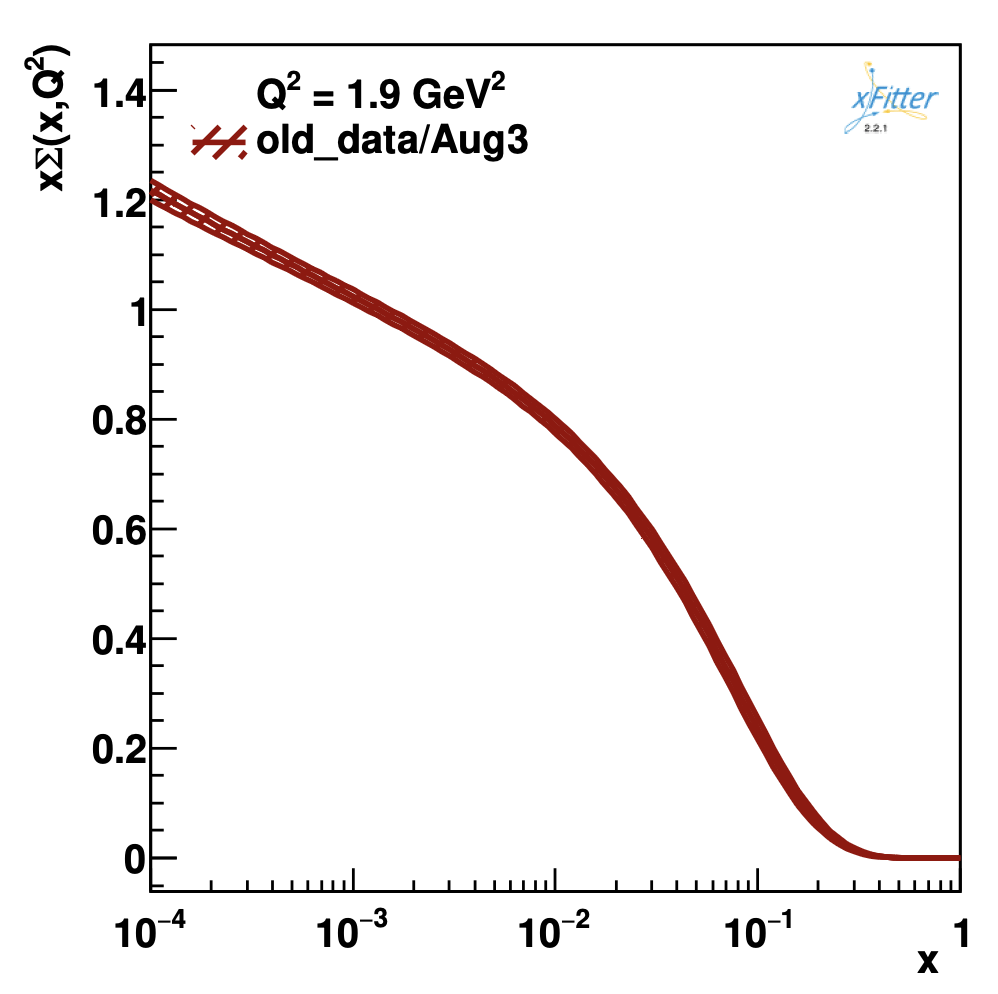 xΣ(x,Q²)
Q² = 1.9 GeV²
old_data/Aug3
xFitter
2.2.1
1.4
1.2
1
0.8
0.6
0.4
0.2
0
10⁻⁴ 10⁻³ 10⁻² 10⁻¹ 1
x